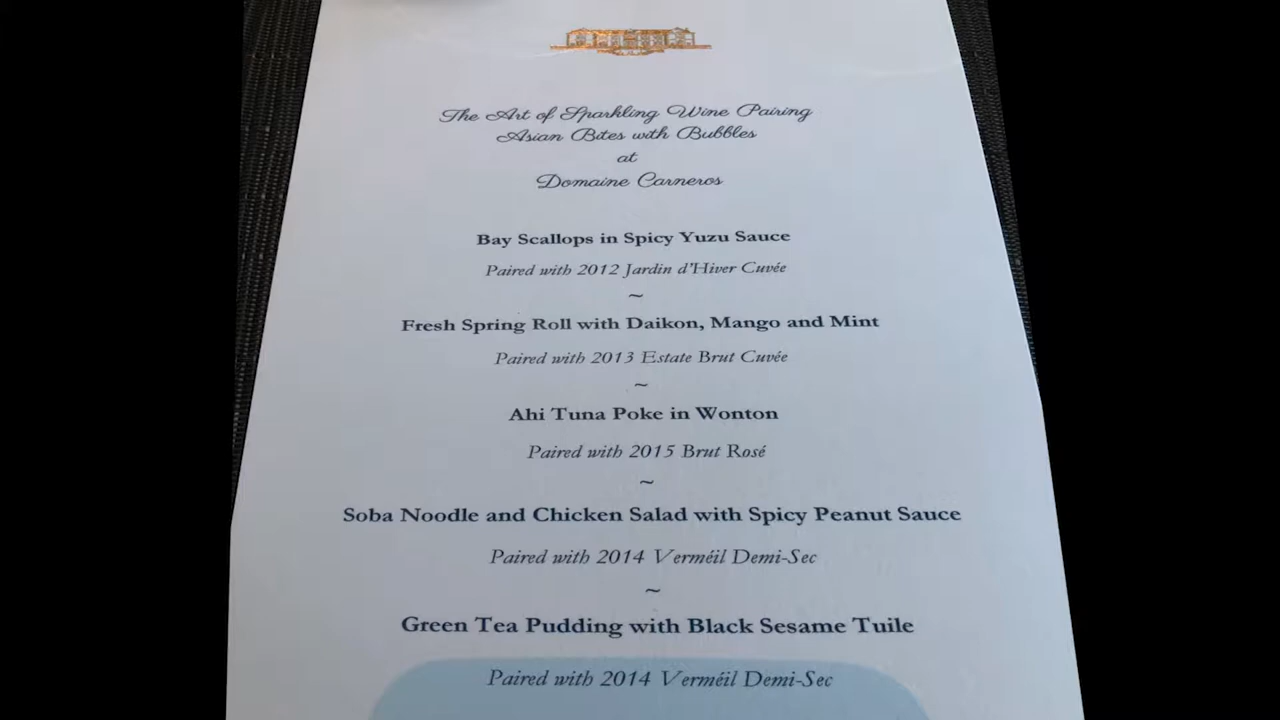 The Art of Sparkling Wine Pairing
Asian Bites with Bubbles
at
Domaine Carneros
Bay Scallops in Spicy Yuzu Sauce
Paired with 2012 Jardin d'Hiver Cuvée
~
Fresh Spring Roll with Daikon, Mango and Mint
Paired with 2013 Estate Brut Cuvée
~
Ahi Tuna Poke in Wonton
Paired with 2015 Brut Rosé
~
Soba Noodle and Chicken Salad with Spicy Peanut Sauce
Paired with 2014 Verméil Demi-Sec
~
Green Tea Pudding with Black Sesame Tuile
Paired with 2014 Verméil Demi-Sec